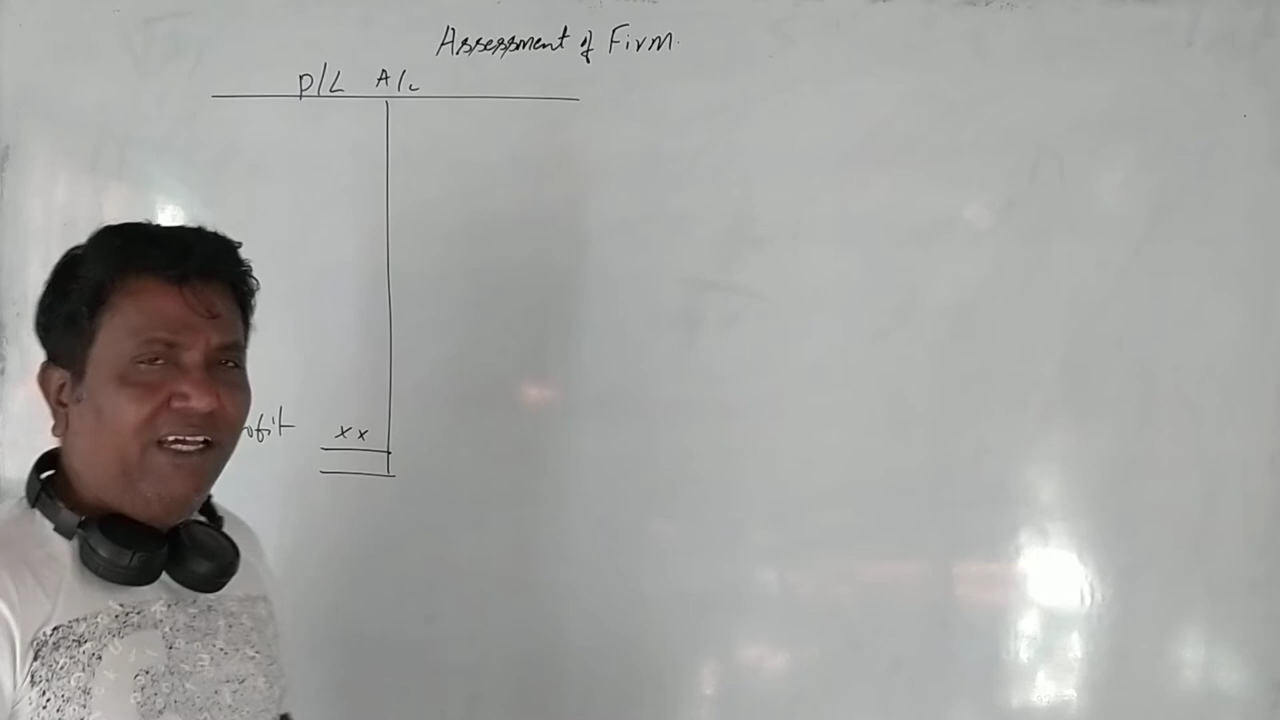 Assessment of Firm.
P/L A/c
ofit xx